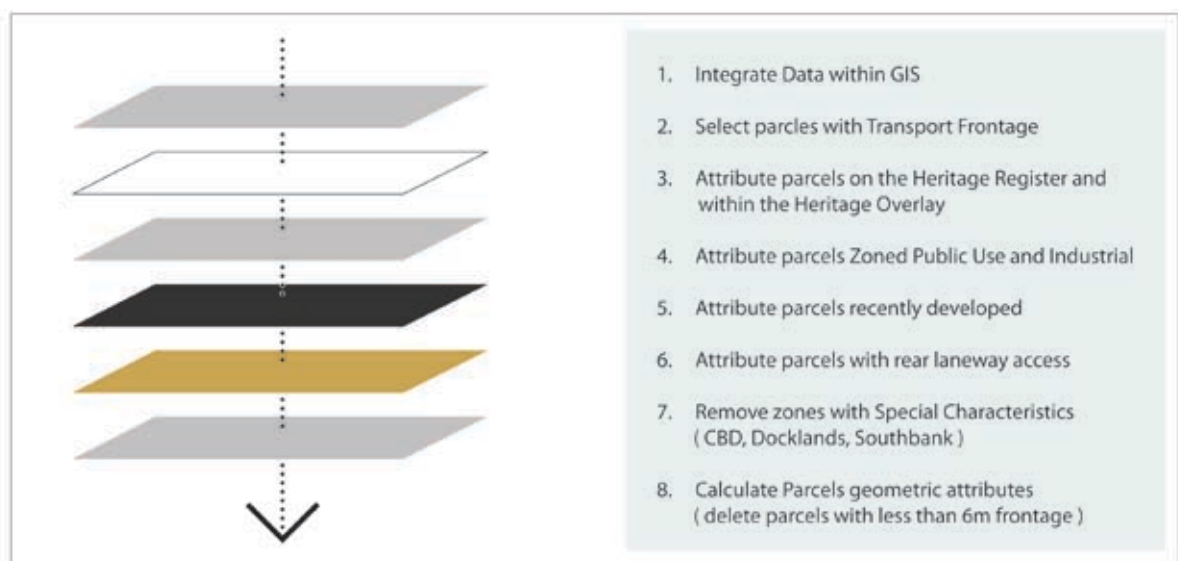 1. Integrate Data within GIS
2. Select parcles with Transport Frontage
3. Attribute parcels on the Heritage Register and
within the Heritage Overlay
4. Attribute parcels Zoned Public Use and Industrial
5. Attribute parcels recently developed
6. Attribute parcels with rear laneway access
7. Remove zones with Special Characteristics
( CBD, Docklands, Southbank )
8. Calculate Parcels geometric attributes
( delete parcels with less than 6m frontage )